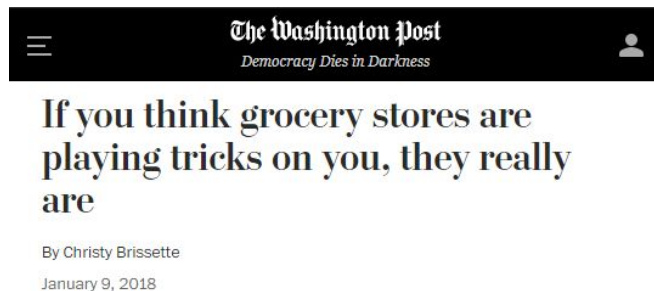 The Washington Post
Democracy Dies in Darkness
If you think grocery stores are
playing tricks on you, they really
are
By Christy Brissette
January 9, 2018